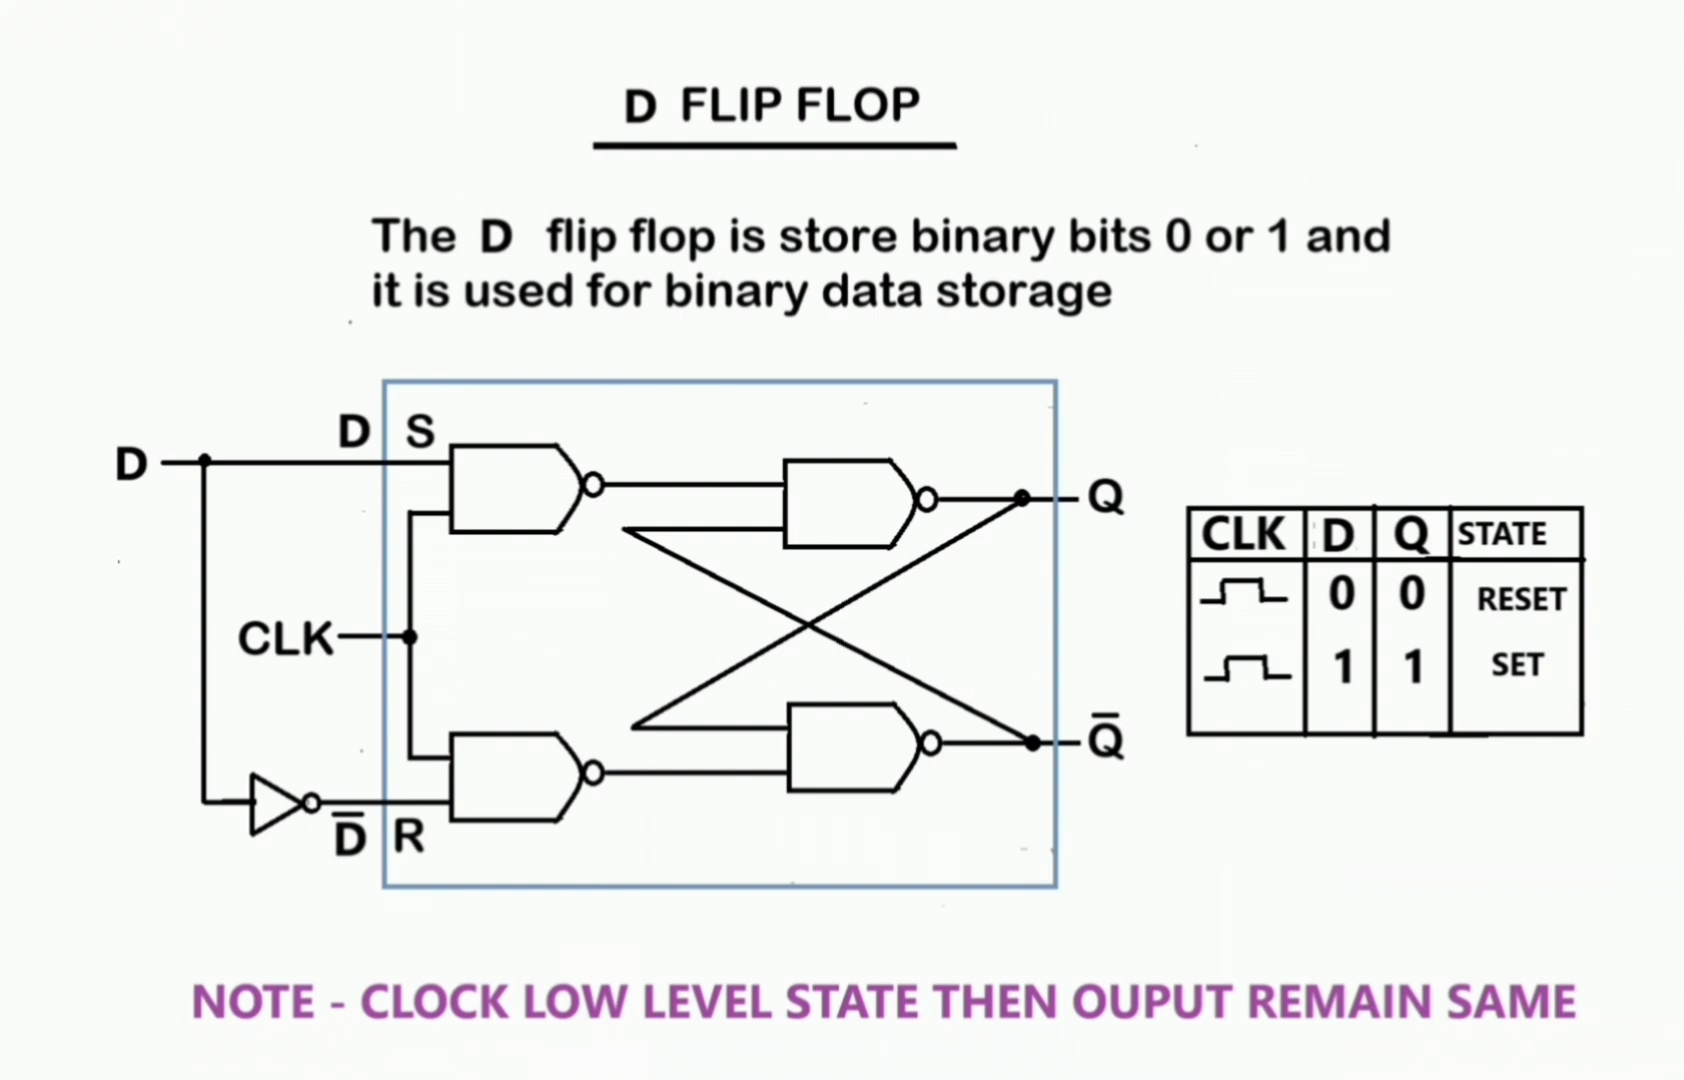 D FLIP FLOP
The D flip flop is store binary bits 0 or 1 and
it is used for binary data storage
D S
D
Q
CLK
Q̅
D̅ R
CLK D Q STATE
0 0 RESET
1 1 SET
NOTE - CLOCK LOW LEVEL STATE THEN OUPUT REMAIN SAME